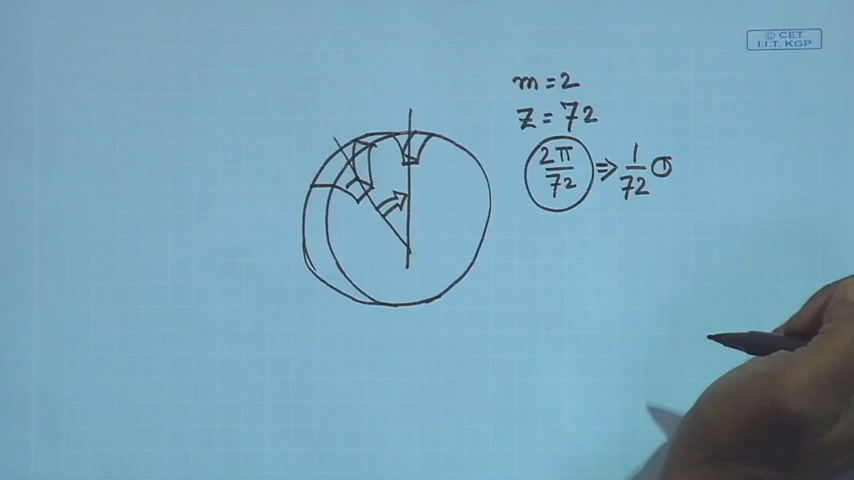 © CET
I.I.T. KGP
m = 2
Z = 72
2π/72 ⇒ 1/72